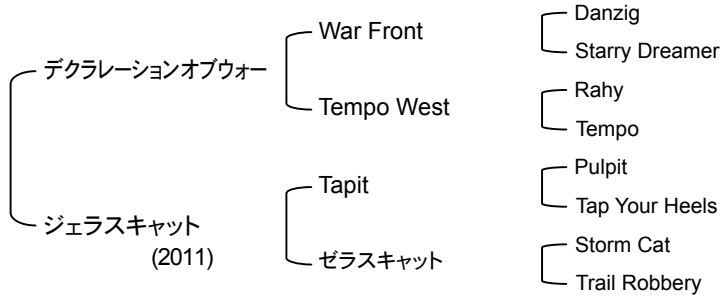 デクラレーションオブウォー
ジェラスキャット
(2011)
War Front
Tempo West
Tapit
ゼラスキャット
Danzig
Starry Dreamer
Rahy
Tempo
Pulpit
Tap Your Heels
Storm Cat
Trail Robbery